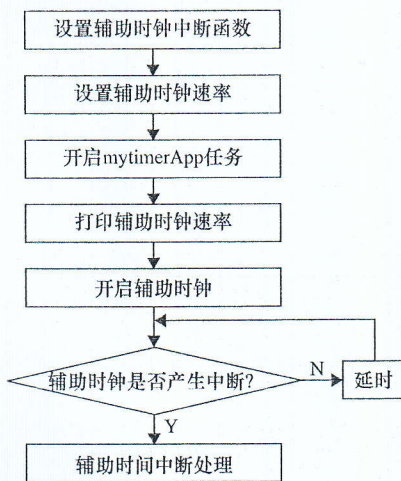 设置辅助时钟中断函数
设置辅助时钟速率
开启mytimerApp任务
打印辅助时钟速率
开启辅助时钟
辅助时钟是否产生中断?
N
延时
Y
辅助时间中断处理